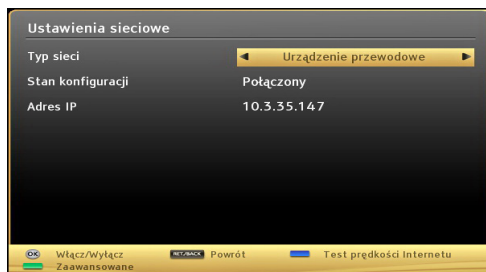 Ustawienia sieciowe
Typ sieci Urządzenie przewodowe
Stan konfiguracji Połączony
Adres IP 10.3.35.147
OK Włącz/Wyłącz RET/BACK Powrót Test prędkości Internetu
Zaawansowane